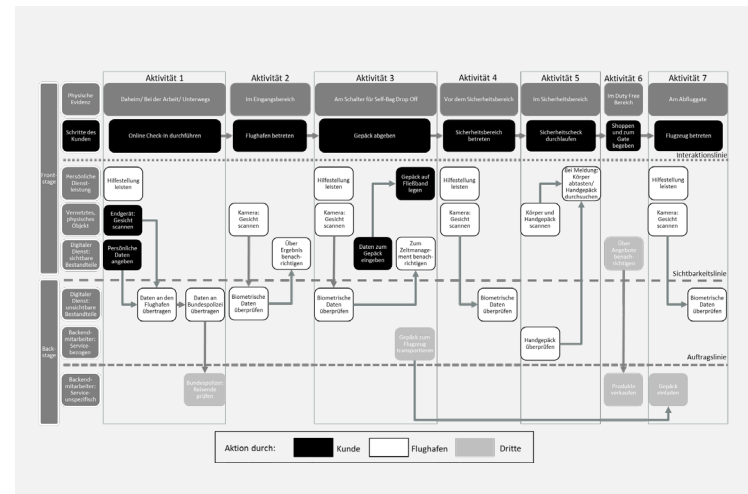 Aktivität 1
Aktivität 2
Aktivität 3
Aktivität 4
Aktivität 5
Aktivität 6
Aktivität 7
Physische
Evidenz
Daheim/ Bei der Arbeit/ Unterwegs
Im Eingangsbereich
Am Schalter für Self-Bag Drop Off
Vor dem Sicherheitsbereich
Im Sicherheitsbereich
Im Duty Free
Bereich
Am Abfluggate
Schritte des
Kunden
Online Check-In durchführen
Flughafen betreten
Gepäck abgeben
Sicherheitsbereich
betreten
Sicherheitscheck
durchlaufen
Shoppen
und zum
Gate
begeben
Flugzeug betreten
Interaktionslinie
Front-
stage
Persönliche
Dienst-
leistung
Hilfestellung
leisten
Hilfestellung
leisten
Gepäck auf
Fließband
legen
Hilfestellung
leisten
Bei Meldung:
Körper
abtasten/
Handgepäck
durchsuchen
Hilfestellung
leisten
Vernetztes,
physisches
Objekt
Endgerät:
Gesicht
scannen
Kamera:
Gesicht
scannen
Kamera:
Gesicht
scannen
Kamera:
Gesicht
scannen
Körper und
Handgepäck
scannen
Kamera:
Gesicht
scannen
Digitaler
Dienst:
sichtbare
Bestandteile
Persönliche
Daten
angeben
Über
Ergebnis
benach-
richtigen
Daten zum
Gepäck
eingeben
Zum
Zeitmanage-
ment benach-
richtigen
Über
Angebote
benach-
richtigen
Sichtbarkeitslinie
Back-
stage
Digitaler
Dienst:
unsichtbare
Bestandteile
Daten an den
Flughafen
übertragen
Daten an
Bundespolizei
übertragen
Biometrische
Daten
überprüfen
Biometrische
Daten
überprüfen
Biometrische
Daten
überprüfen
Biometrische
Daten
überprüfen
Backend-
mitarbeiter:
Service-
bezogen
Gepäck zum
Flugzeug
transportieren
Handgepäck
überprüfen
Auftragslinie
Backend-
mitarbeiter:
Service-
unspezifisch
Bundespolizei:
Reisende
prüfen
Produkte
verkaufen
Gepäck
einladen
Aktion durch:
Kunde
Flughafen
Dritte